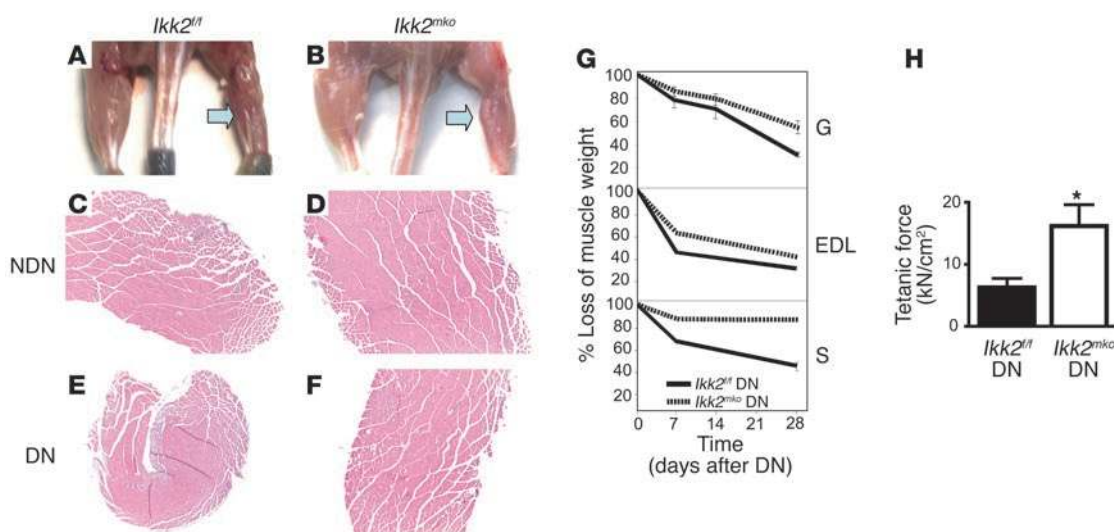 Ikk2f/f
Ikk2mko
A
B
C
D
NDN
E
F
DN
G
% Loss of muscle weight
100
80
60
40
20
G
100
80
60
40
20
EDL
100
80
60
40
20
S
Ikk2f/f DN
Ikk2mko DN
0
7
14
21
28
Time
(days after DN)
H
Tetanic force
(kN/cm²)
20
10
0
*
Ikk2f/f
DN
Ikk2mko
DN